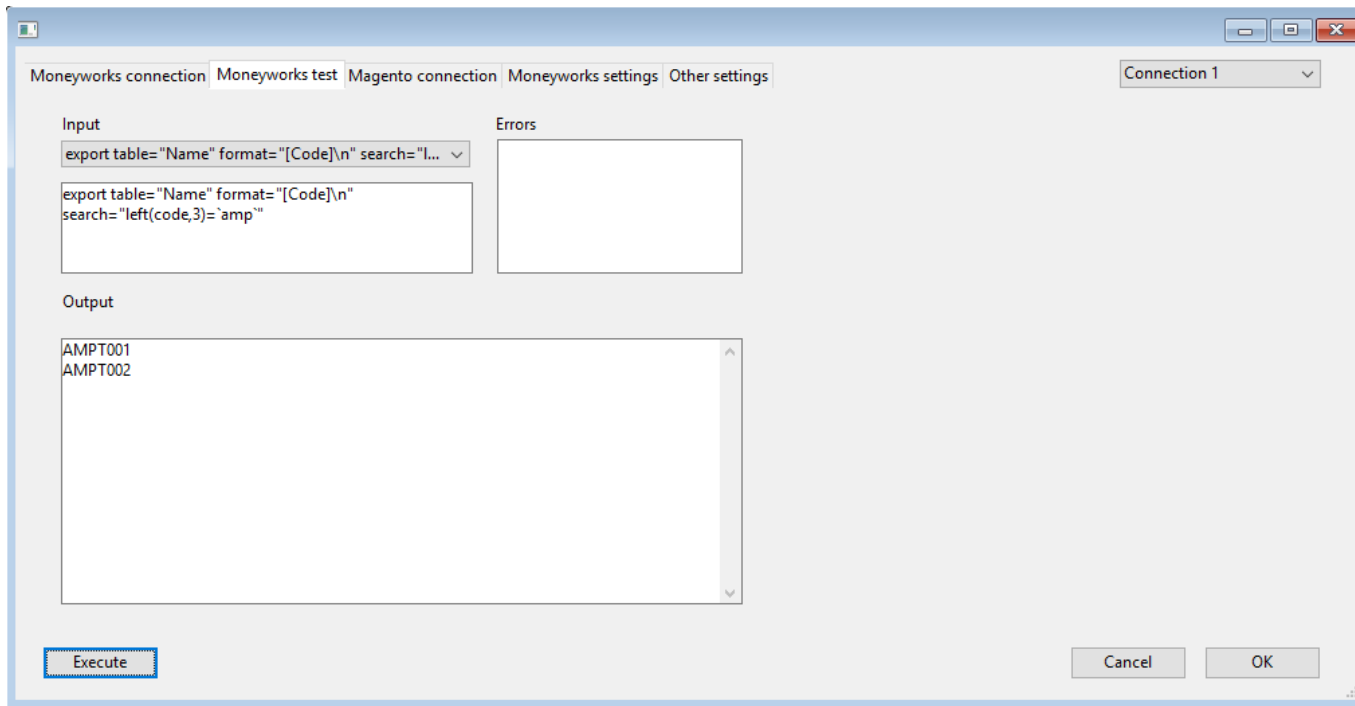 Moneyworks connection Moneyworks test Magento connection Moneyworks settings Other settings
Connection 1
Input
Errors
export table="Name" format="[Code]\n" search="l...
export table="Name" format="[Code]\n"
search="left(code,3)=`amp`"
Output
AMPT001
AMPT002
Execute
Cancel
OK